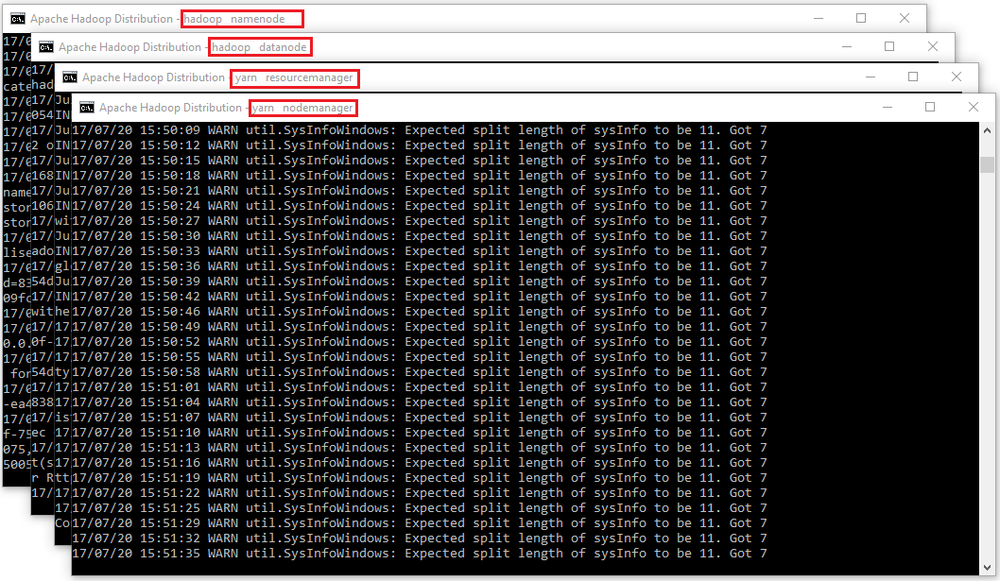 Apache Hadoop Distribution - hadoop namenode
Apache Hadoop Distribution - hadoop datanode
Apache Hadoop Distribution - yarn resourcemanager
Apache Hadoop Distribution - yarn nodemanager
17/07/20 15:50:09 WARN util.SysInfoWindows: Expected split length of sysInfo to be 11. Got 7
17/07/20 15:50:12 WARN util.SysInfoWindows: Expected split length of sysInfo to be 11. Got 7
17/07/20 15:50:15 WARN util.SysInfoWindows: Expected split length of sysInfo to be 11. Got 7
17/07/20 15:50:18 WARN util.SysInfoWindows: Expected split length of sysInfo to be 11. Got 7
17/07/20 15:50:21 WARN util.SysInfoWindows: Expected split length of sysInfo to be 11. Got 7
17/07/20 15:50:24 WARN util.SysInfoWindows: Expected split length of sysInfo to be 11. Got 7
17/07/20 15:50:27 WARN util.SysInfoWindows: Expected split length of sysInfo to be 11. Got 7
17/07/20 15:50:30 WARN util.SysInfoWindows: Expected split length of sysInfo to be 11. Got 7
17/07/20 15:50:33 WARN util.SysInfoWindows: Expected split length of sysInfo to be 11. Got 7
17/07/20 15:50:36 WARN util.SysInfoWindows: Expected split length of sysInfo to be 11. Got 7
17/07/20 15:50:39 WARN util.SysInfoWindows: Expected split length of sysInfo to be 11. Got 7
17/07/20 15:50:42 WARN util.SysInfoWindows: Expected split length of sysInfo to be 11. Got 7
17/07/20 15:50:46 WARN util.SysInfoWindows: Expected split length of sysInfo to be 11. Got 7
17/07/20 15:50:49 WARN util.SysInfoWindows: Expected split length of sysInfo to be 11. Got 7
17/07/20 15:50:52 WARN util.SysInfoWindows: Expected split length of sysInfo to be 11. Got 7
17/07/20 15:50:55 WARN util.SysInfoWindows: Expected split length of sysInfo to be 11. Got 7
17/07/20 15:50:58 WARN util.SysInfoWindows: Expected split length of sysInfo to be 11. Got 7
17/07/20 15:51:01 WARN util.SysInfoWindows: Expected split length of sysInfo to be 11. Got 7
17/07/20 15:51:04 WARN util.SysInfoWindows: Expected split length of sysInfo to be 11. Got 7
17/07/20 15:51:07 WARN util.SysInfoWindows: Expected split length of sysInfo to be 11. Got 7
17/07/20 15:51:10 WARN util.SysInfoWindows: Expected split length of sysInfo to be 11. Got 7
17/07/20 15:51:13 WARN util.SysInfoWindows: Expected split length of sysInfo to be 11. Got 7
17/07/20 15:51:16 WARN util.SysInfoWindows: Expected split length of sysInfo to be 11. Got 7
17/07/20 15:51:19 WARN util.SysInfoWindows: Expected split length of sysInfo to be 11. Got 7
17/07/20 15:51:22 WARN util.SysInfoWindows: Expected split length of sysInfo to be 11. Got 7
17/07/20 15:51:25 WARN util.SysInfoWindows: Expected split length of sysInfo to be 11. Got 7
17/07/20 15:51:29 WARN util.SysInfoWindows: Expected split length of sysInfo to be 11. Got 7
17/07/20 15:51:32 WARN util.SysInfoWindows: Expected split length of sysInfo to be 11. Got 7
17/07/20 15:51:35 WARN util.SysInfoWindows: Expected split length of sysInfo to be 11. Got 7